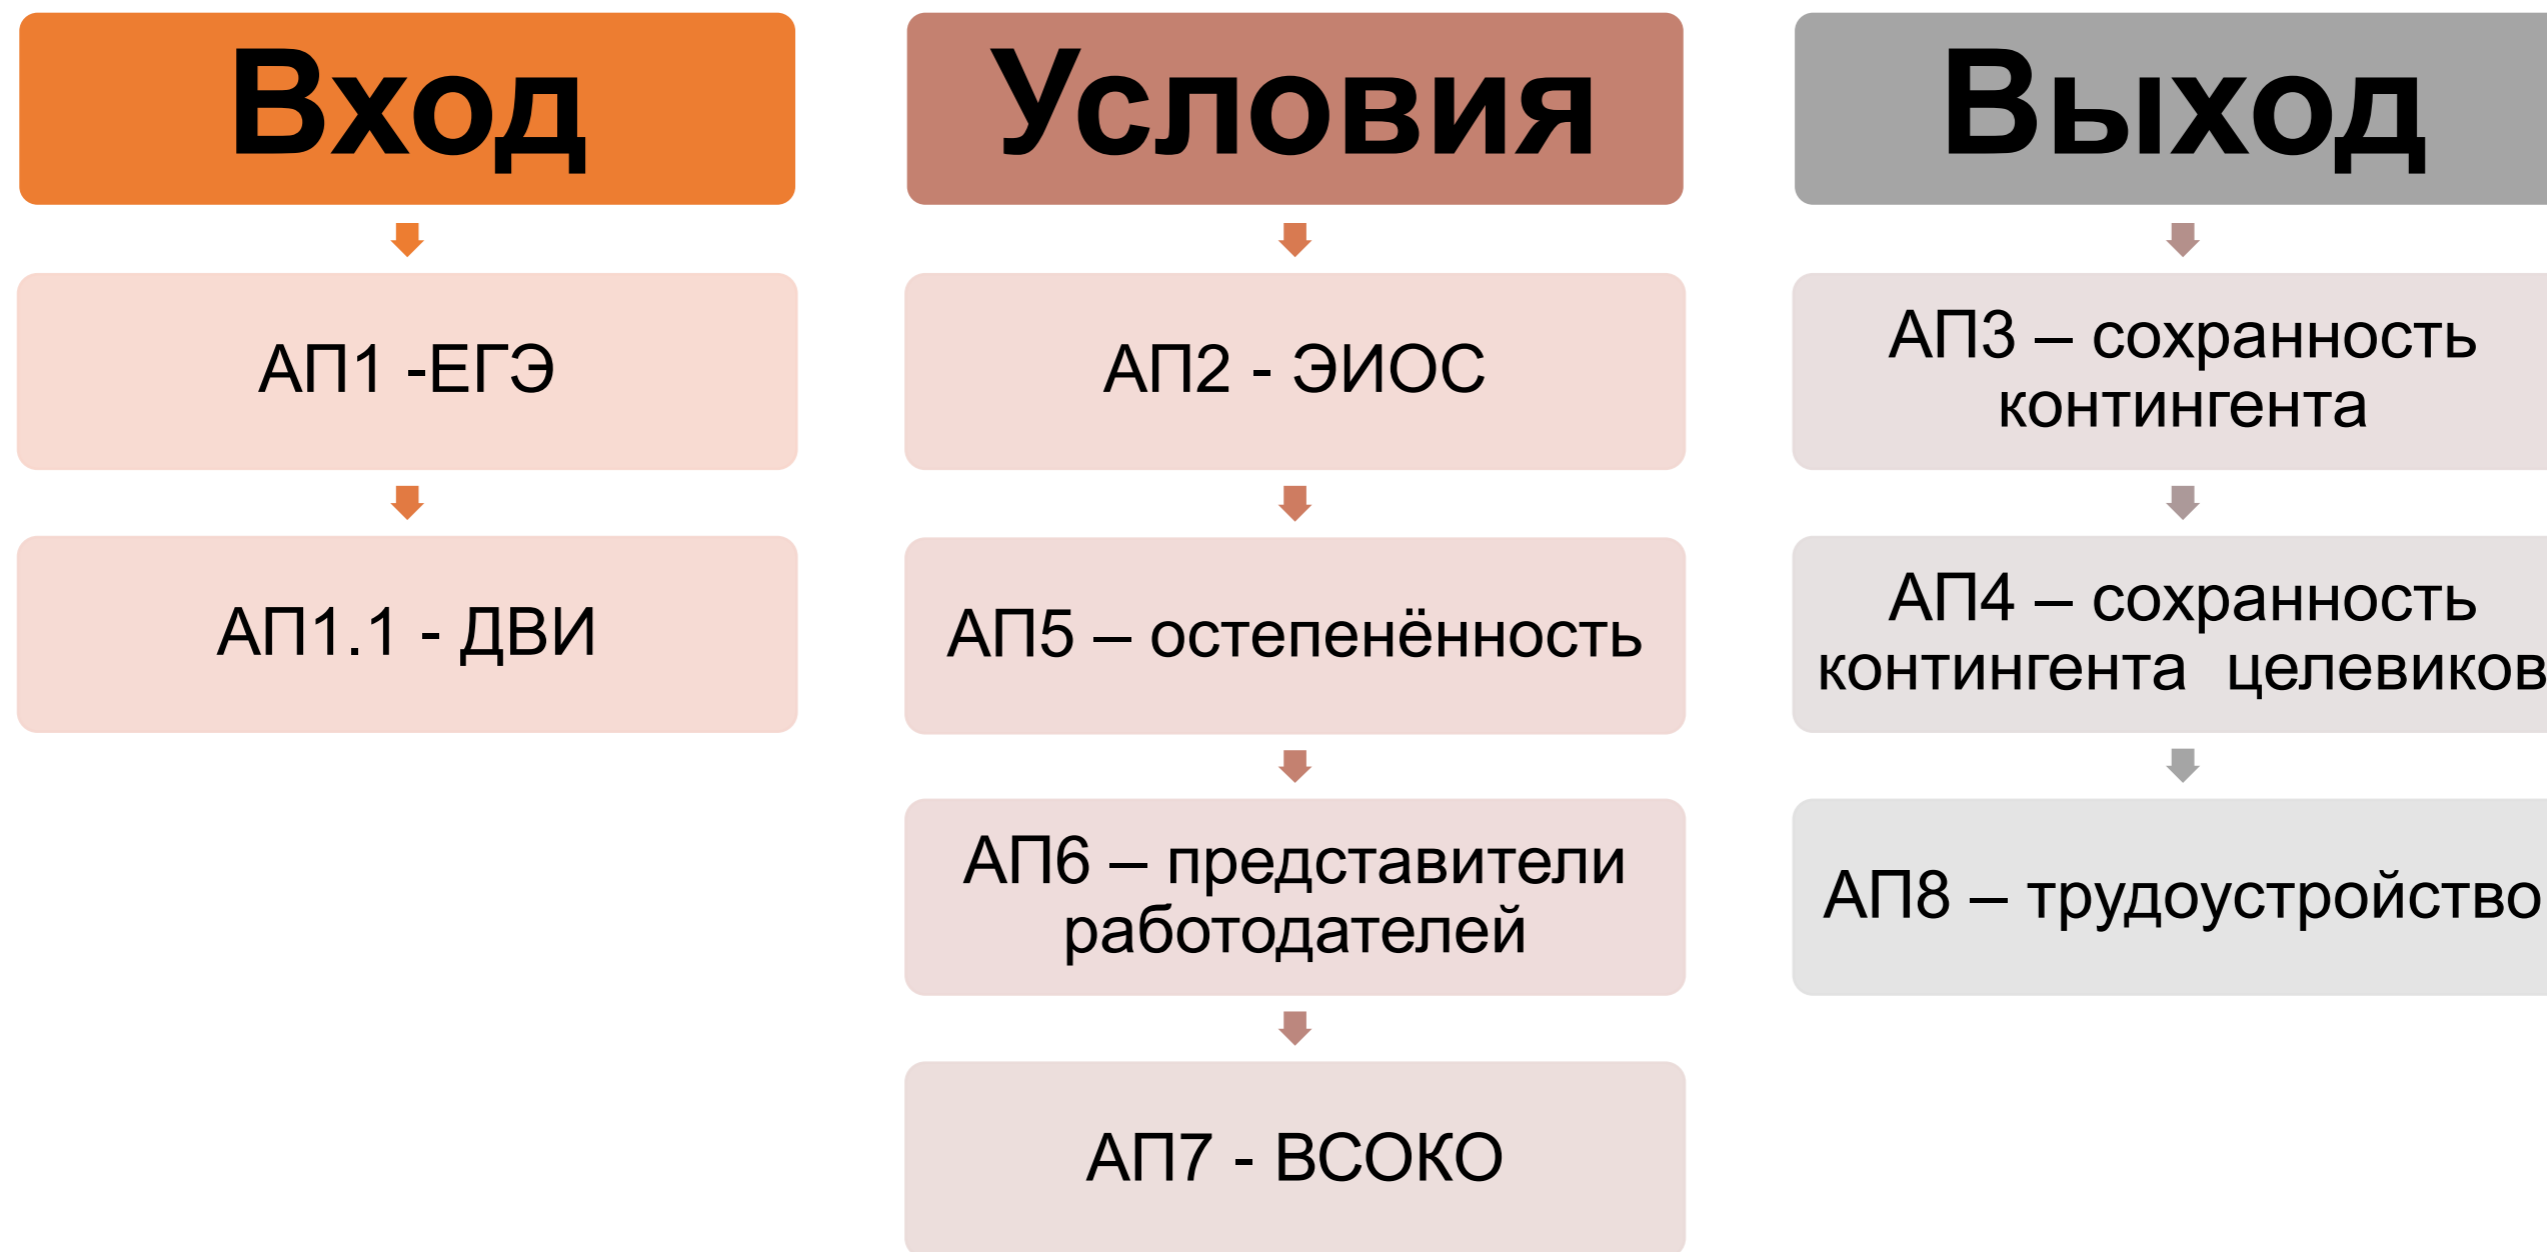 Вход
АП1 -ЕГЭ
АП1.1 - ДВИ
Условия
АП2 - ЭИОС
АП5 – остепенённость
АП6 – представители
работодателей
АП7 - ВСОКО
Выход
АП3 – сохранность
контингента
АП4 – сохранность
контингента целевиков
АП8 – трудоустройство